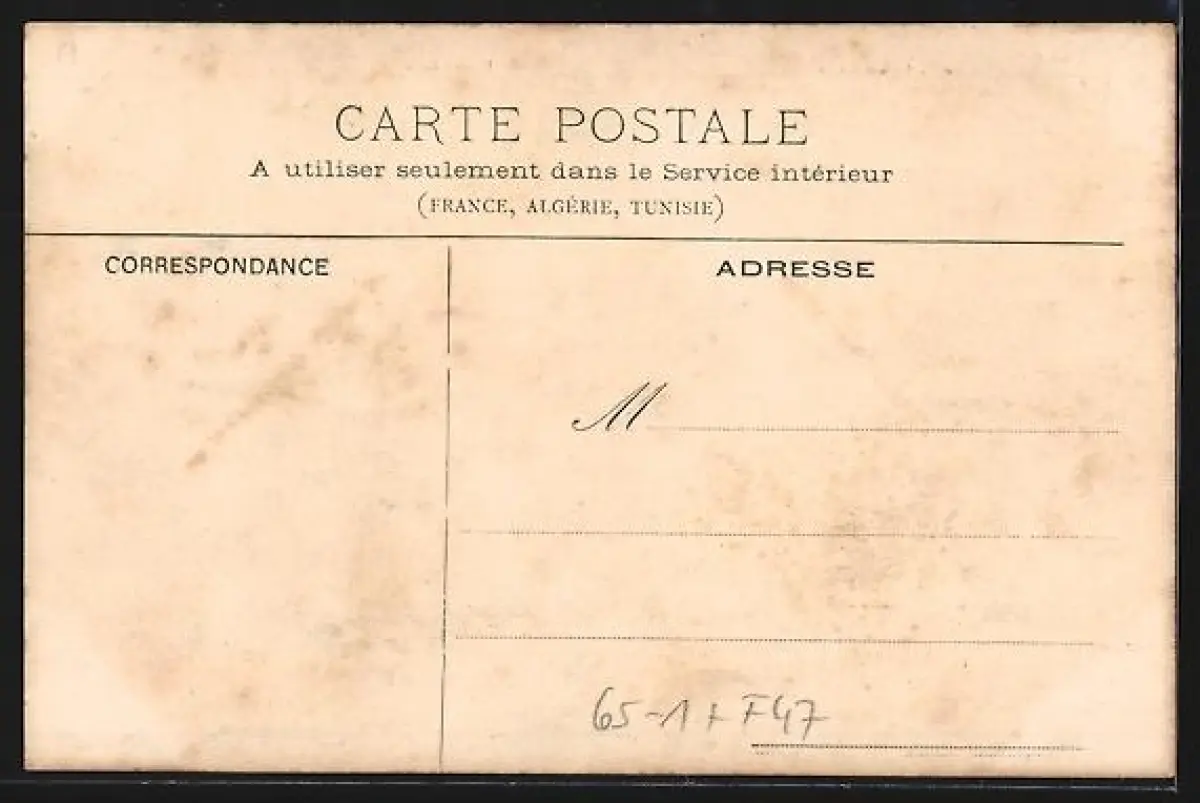 CARTE POSTALE
A utiliser seulement dans le Service intérieur
(FRANCE, ALGÉRIE, TUNISIE)
CORRESPONDANCE
ADRESSE
M
65-1 + F47